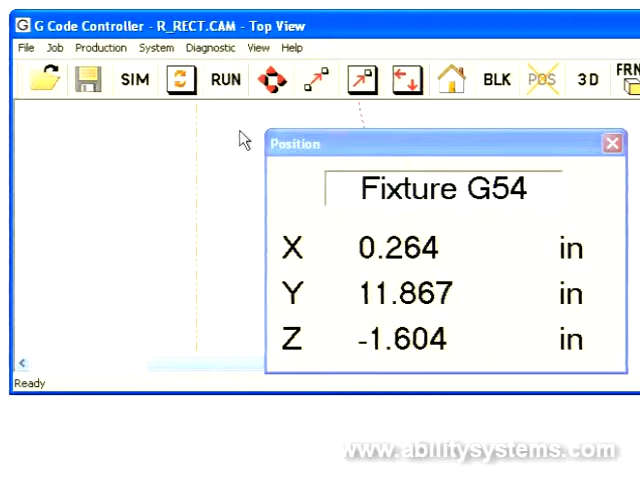 G G Code Controller - R_RECT.CAM - Top View
File Job Production System Diagnostic View Help
SIM RUN BLK POS 3 D FRN
Position
Fixture G54
X 0.264 in
Y 11.867 in
Z -1.604 in
Ready
www.abilitysystems.com